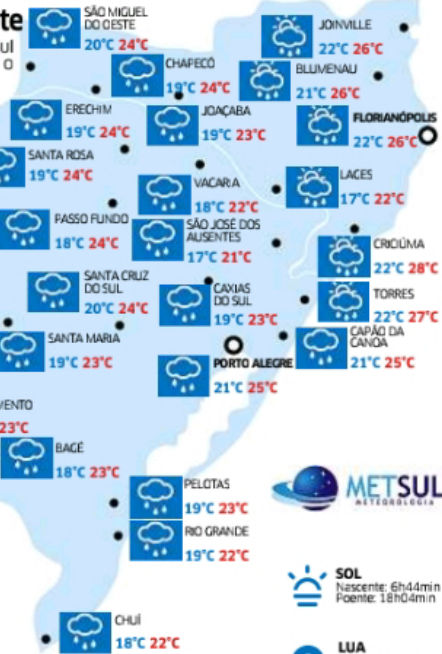 te
ul
o
SÃO MIGUEL
DO OESTE
20°C 24°C
JOINVILLE
22°C 26°C
CHAPECÓ
19°C 24°C
BLUMENAU
21°C 26°C
ERECHIM
19°C 24°C
JOAÇABA
19°C 23°C
FLORIANÓPOLIS
22°C 26°C
SANTA ROSA
19°C 24°C
VACARIA
18°C 22°C
LAGES
17°C 22°C
PASSO FUNDO
18°C 24°C
SÃO JOSÉ DOS
AUSENTES
17°C 21°C
CRICIÚMA
22°C 28°C
SANTA CRUZ
DO SUL
20°C 24°C
CAXIAS
DO SUL
19°C 23°C
TORRES
22°C 27°C
SANTA MARIA
19°C 23°C
CAPÃO DA
CANOA
21°C 25°C
PORTO ALEGRE
21°C 25°C
VENTO
23°C
BAGÉ
18°C 23°C
PELOTAS
19°C 23°C
METSUL
METEOROLOGIA
RIO GRANDE
19°C 22°C
SOL
Nascente: 6h44min
Poente: 18h04min
CHUÍ
18°C 22°C
LUA